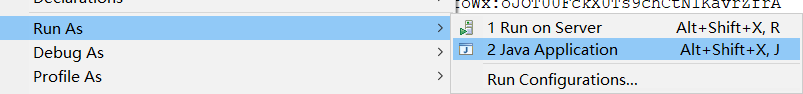 Run As
Debug As
Profile As
1 Run on Server Alt+Shift+X, R
2 Java Application Alt+Shift+X, J
Run Configurations...